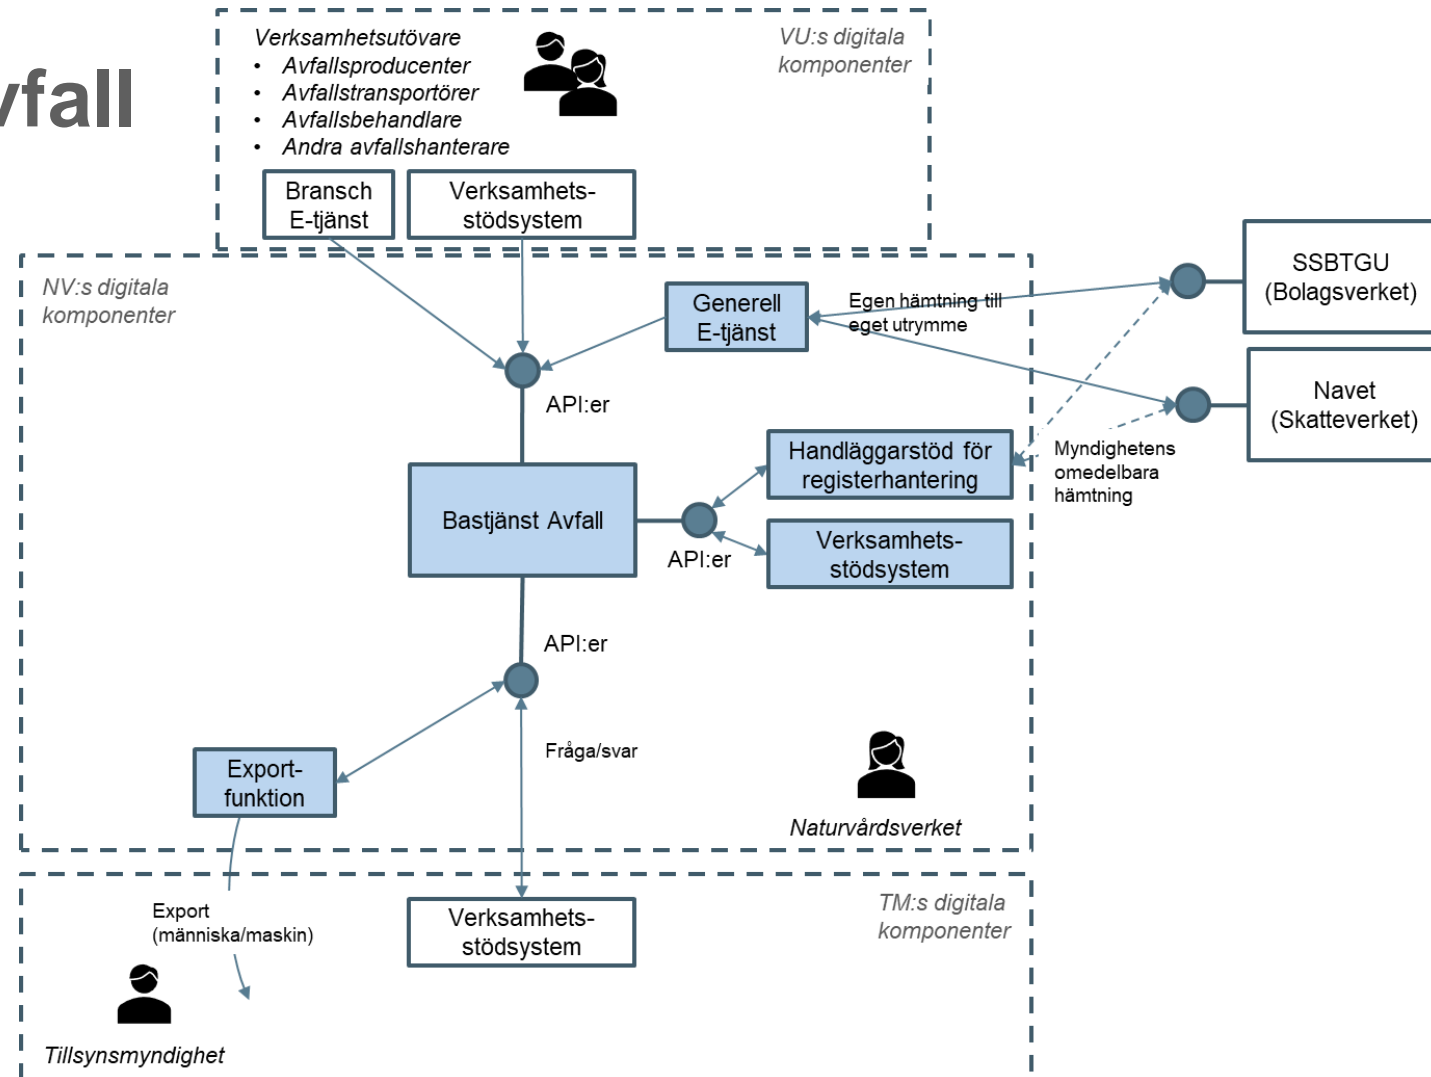 vfall
Verksamhetsutövare
• Avfallsproducenter
• Avfallstransportörer
• Avfallsbehandlare
• Andra avfallshanterare
VU:s digitala
komponenter
Bransch
E-tjänst
Verksamhets-
stödsystem
NV:s digitala
komponenter
Generell
E-tjänst
Egen hämtning till
eget utrymme
SSBTGU
(Bolagsverket)
Navet
(Skatteverket)
API:er
Handläggarstöd för
registerhantering
Myndighetens
omedelbara
hämtning
Bastjänst Avfall
API:er
Verksamhets-
stödsystem
API:er
Fråga/svar
Export-
funktion
Naturvårdsverket
Export
(människa/maskin)
Verksamhets-
stödsystem
TM:s digitala
komponenter
Tillsynsmyndighet